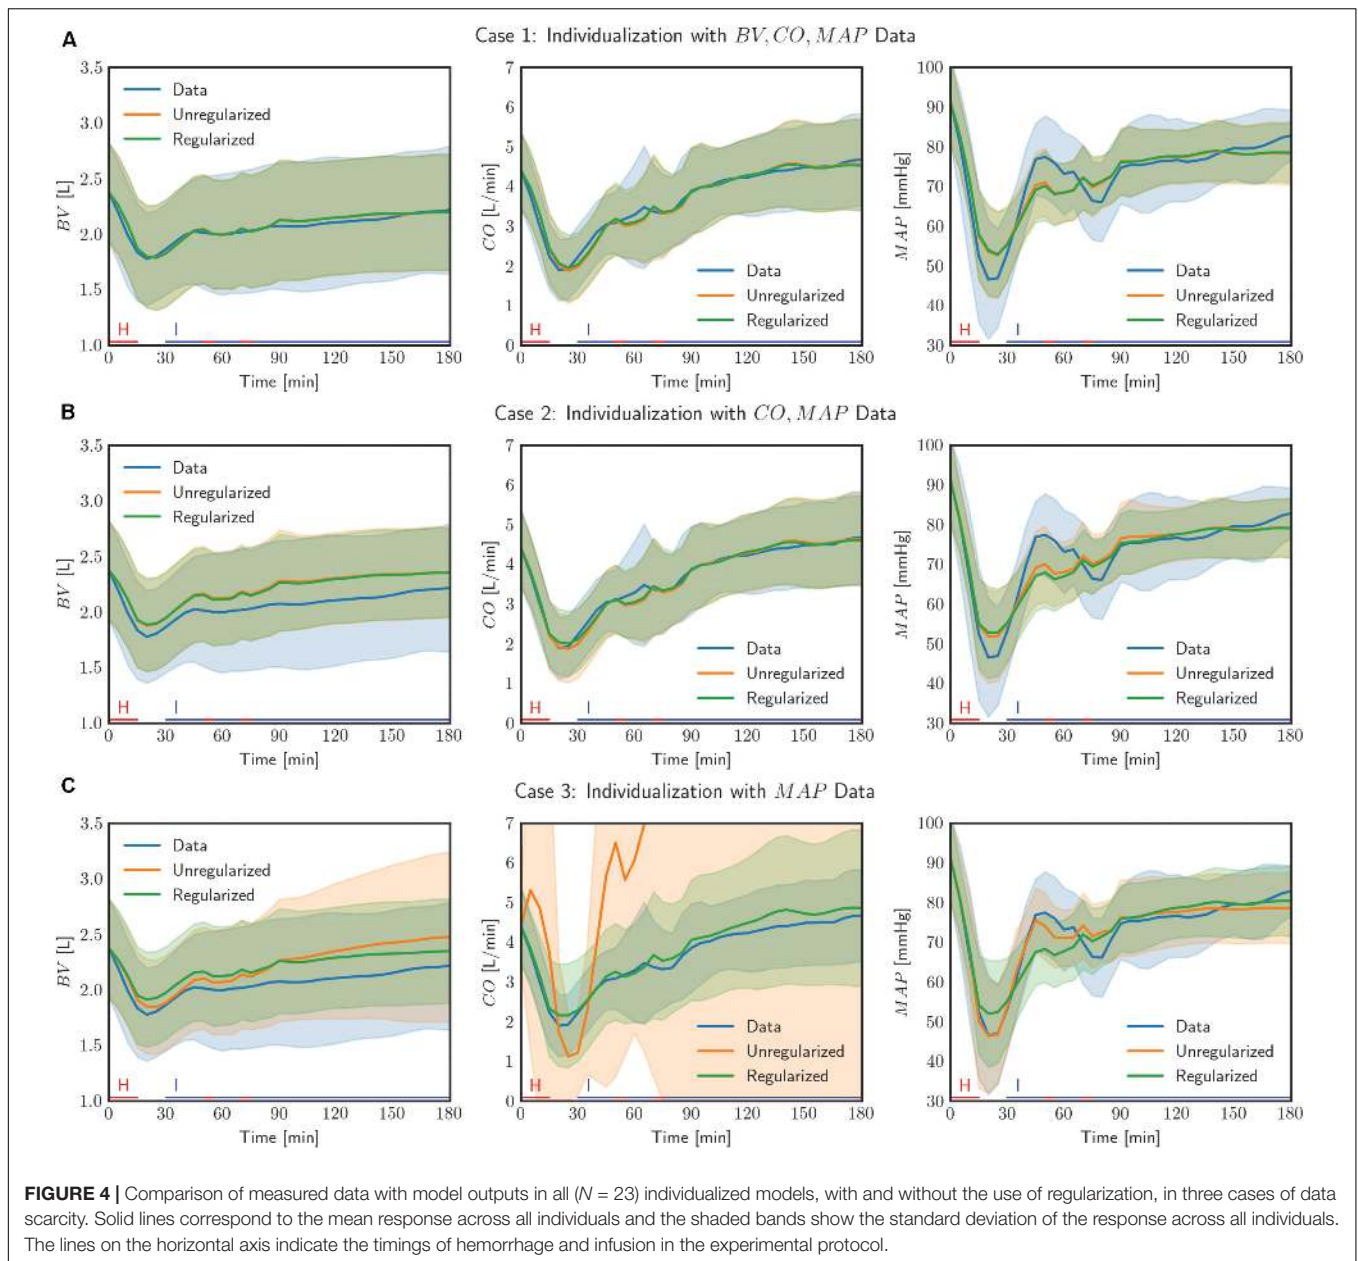 A
Case 1: Individualization with BV, CO, MAP Data
3.5
3.0
2.5
2.0
1.5
1.0
BV [L]
Data
Unregularized
Regularized
H
I
0
30
60
90
120
150
180
Time [min]
7
6
5
4
3
2
1
0
CO [L/min]
Data
Unregularized
Regularized
H
I
0
30
60
90
120
150
180
Time [min]
100
90
80
70
60
50
40
30
MAP [mmHg]
Data
Unregularized
Regularized
H
I
0
30
60
90
120
150
180
Time [min]
B
Case 2: Individualization with CO, MAP Data
3.5
3.0
2.5
2.0
1.5
1.0
BV [L]
Data
Unregularized
Regularized
H
I
0
30
60
90
120
150
180
Time [min]
7
6
5
4
3
2
1
0
CO [L/min]
Data
Unregularized
Regularized
H
I
0
30
60
90
120
150
180
Time [min]
100
90
80
70
60
50
40
30
MAP [mmHg]
Data
Unregularized
Regularized
H
I
0
30
60
90
120
150
180
Time [min]
C
Case 3: Individualization with MAP Data
3.5
3.0
2.5
2.0
1.5
1.0
BV [L]
Data
Unregularized
Regularized
H
I
0
30
60
90
120
150
180
Time [min]
7
6
5
4
3
2
1
0
CO [L/min]
Data
Unregularized
Regularized
H
I
0
30
60
90
120
150
180
Time [min]
100
90
80
70
60
50
40
30
MAP [mmHg]
Data
Unregularized
Regularized
H
I
0
30
60
90
120
150
180
Time [min]
FIGURE 4 | Comparison of measured data with model outputs in all (N = 23) individualized models, with and without the use of regularization, in three cases of data
scarcity. Solid lines correspond to the mean response across all individuals and the shaded bands show the standard deviation of the response across all individuals.
The lines on the horizontal axis indicate the timings of hemorrhage and infusion in the experimental protocol.